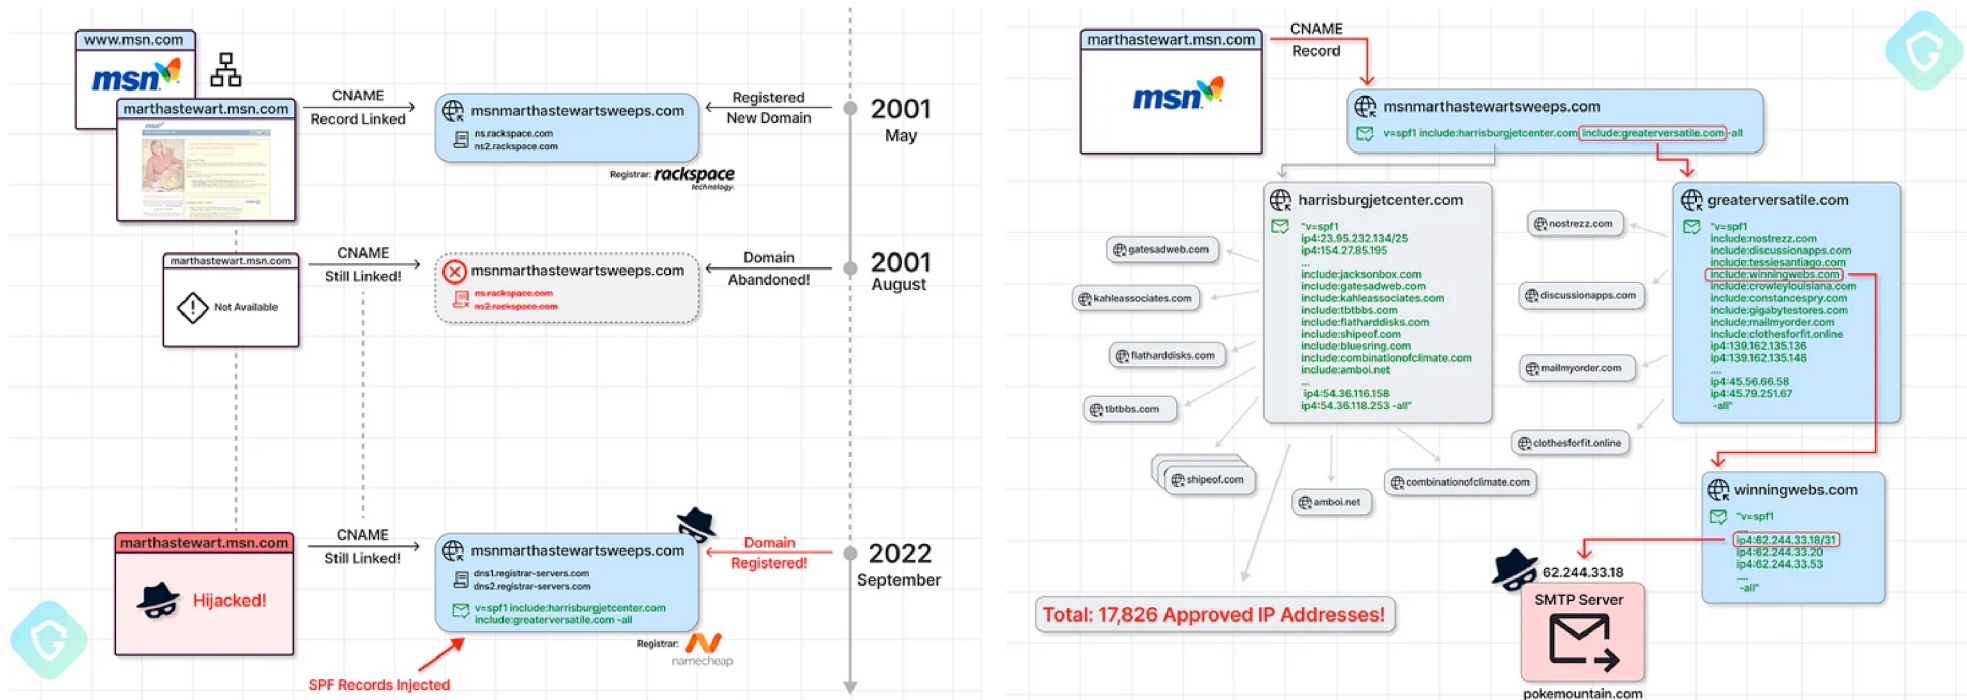 www.msn.com
msn
marthastewart.msn.com
CNAME
Record Linked
msnmarthastewartsweeps.com
ns.rackspace.com
ns2.rackspace.com
Registrar: rackspace
technology.
Registered
New Domain
2001
May
marthastewart.msn.com
Not Available
CNAME
Still Linked!
msnmarthastewartsweeps.com
ns.rackspace.com
ns2.rackspace.com
Domain
Abandoned!
2001
August
marthastewart.msn.com
Hijacked!
CNAME
Still Linked!
msnmarthastewartsweeps.com
dns1.registrar-servers.com
dns2.registrar-servers.com
v=spf1 include:harrisburgjetcenter.com
include:greaterversatile.com -all
Domain
Registered!
2022
September
Registrar:
namecheap
SPF Records Injected
marthastewart.msn.com
msn
CNAME
Record
msnmarthastewartsweeps.com
v=spf1 include:harrisburgjetcenter.com include:greaterversatile.com -all
harrisburgjetcenter.com
"v=spf1
ip4:23.95.232.134/25
ip4:154.27.85.195
...
include:jacksonbox.com
include:gatesadweb.com
include:kahleassociates.com
include:tbtbbs.com
include:flatharddisks.com
include:shipeof.com
include:bluesring.com
include:combinationofclimate.com
include:amboi.net
...
ip4:54.36.116.158
ip4:54.36.118.253 -all"
gatesadweb.com
kahleassociates.com
flatharddisks.com
tbtbbs.com
shipeof.com
amboi.net
combinationofclimate.com
greaterversatile.com
"v=spf1
include:nostrezz.com
include:discussionapps.com
include:tessiesantiago.com
include:winningwebs.com
include:crowleylouisiana.com
include:constancespry.com
include:gigabytestores.com
include:mailmyorder.com
include:clothesforfit.online
ip4:139.162.135.136
ip4:139.162.135.148
....
ip4:45.56.66.58
ip4:45.79.251.67
-all"
nostrezz.com
discussionapps.com
mailmyorder.com
clothesforfit.online
winningwebs.com
"v=spf1
....
ip4:62.244.33.18/31
ip4:62.244.33.20
ip4:62.244.33.53
....
-all"
62.244.33.18
SMTP Server
pokemountain.com
Total: 17,826 Approved IP Addresses!